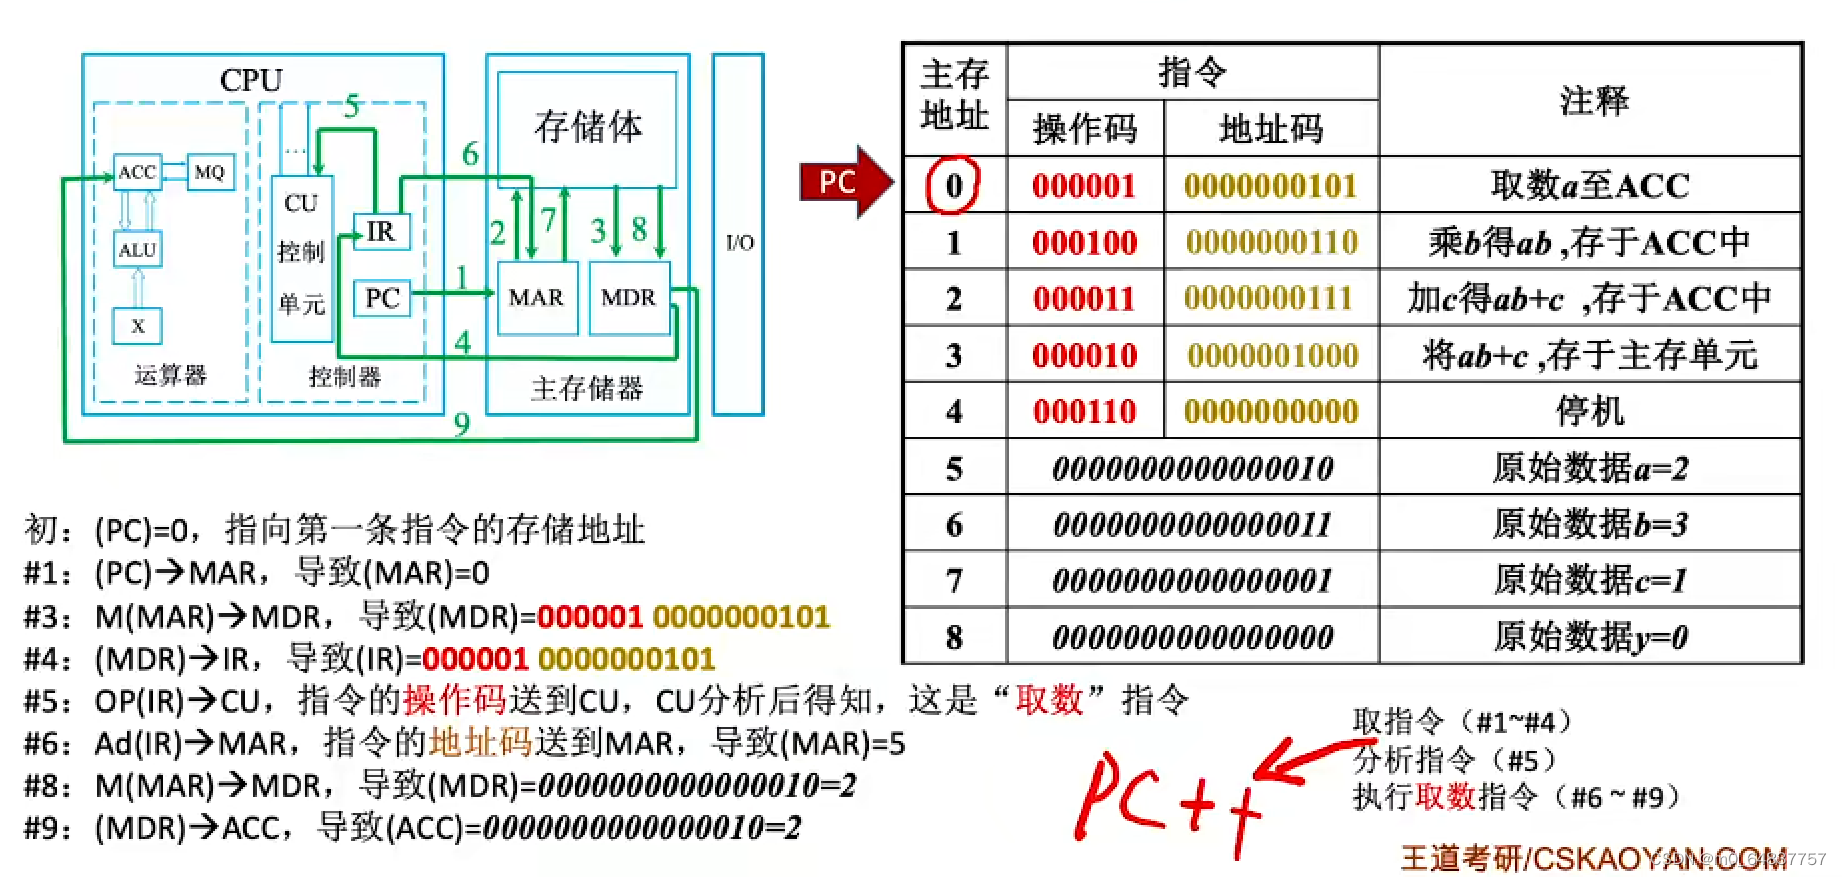 CPU
5
存储体
...
6
ACC
MQ
CU
控制
单元
IR
2
7
3
8
I/O
ALU
PC
1
MAR
MDR
X
4
运算器
控制器
主存储器
9
PC
主存地址
指令
注释
操作码
地址码
0 000001 0000000101 取数a至ACC
1 000100 0000000110 乘b得ab ,存于ACC中
2 000011 0000000111 加c得ab+c ,存于ACC中
3 000010 0000001000 将ab+c ,存于主存单元
4 000110 0000000000 停机
5 0000000000000010 原始数据a=2
6 0000000000000011 原始数据b=3
7 0000000000000001 原始数据c=1
8 0000000000000000 原始数据y=0
初：(PC)=0，指向第一条指令的存储地址
#1：(PC)→MAR，导致(MAR)=0
#3：M(MAR)→MDR，导致(MDR)=000001 0000000101
#4：(MDR)→IR，导致(IR)=000001 0000000101
#5：OP(IR)→CU，指令的操作码送到CU，CU分析后得知，这是“取数”指令
#6：Ad(IR)→MAR，指令的地址码送到MAR，导致(MAR)=5
#8：M(MAR)→MDR，导致(MDR)=0000000000000010=2
#9：(MDR)→ACC，导致(ACC)=0000000000000010=2
取指令（#1~#4）
分析指令（#5）
执行取数指令（#6 ~ #9）
PC++
王道考研/CSKAOYAN.COM